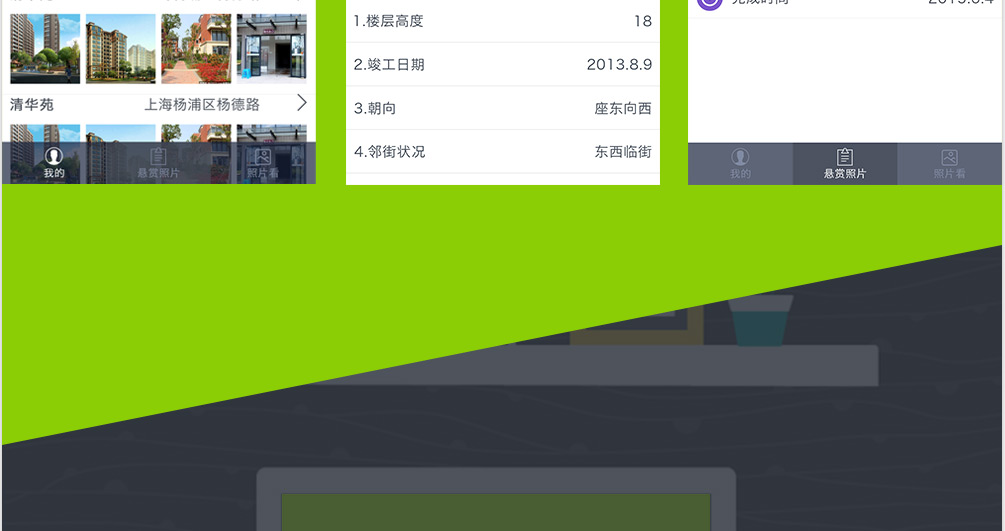 清华苑 上海杨浦区杨德路
我的
悬赏照片
照片看
1.楼层高度 18
2.竣工日期 2013.8.9
3.朝向 座东向西
4.邻街状况 东西临街
我的
悬赏照片
照片看